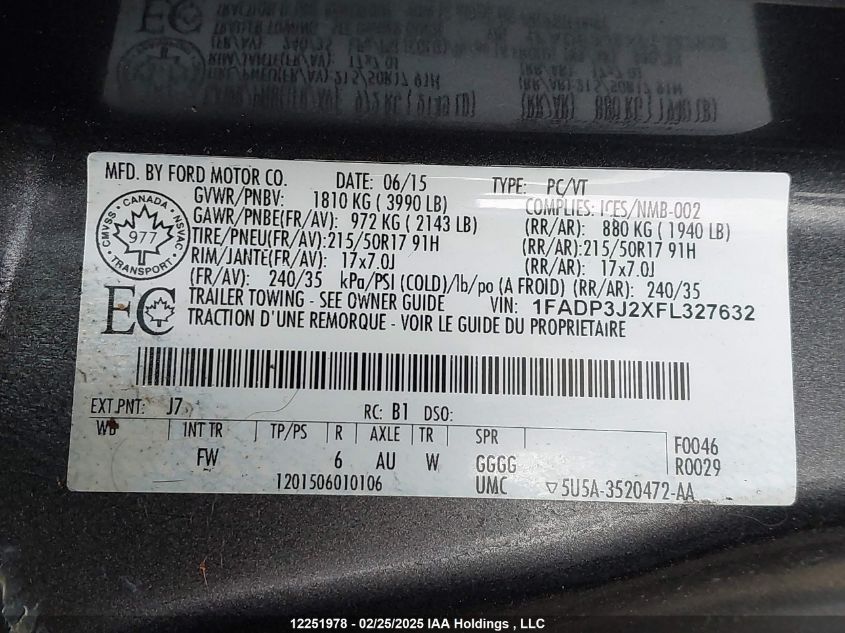 MFD. BY FORD MOTOR CO. DATE: 06/15 TYPE: PC/VT
GVWR/PNBV: 1810 KG ( 3990 LB) COMPLIES: ICES/NMB-002
GAWR/PNBE(FR/AV): 972 KG ( 2143 LB) (RR/AR): 880 KG ( 1940 LB)
TIRE/PNEU(FR/AV):215/50R17 91H (RR/AR):215/50R17 91H
RIM/JANTE(FR/AV): 17x7.0J (RR/AR): 17x7.0J
(FR/AV): 240/35 kPa/PSI (COLD)/lb/po (A FROID) (RR/AR): 240/35
TRAILER TOWING - SEE OWNER GUIDE VIN: 1FADP3J2XFL327632
TRACTION D'UNE REMORQUE - VOIR LE GUIDE DU PROPRIETAIRE
CANADA
CMVSS NSVAC
977
TRANSPORT
EC
EXT.PNT: J7 RC: B1 DSO:
WB INT TR TP/PS R AXLE TR SPR F0046
FW 6 AU W GGGG R0029
1201506010106 UMC ▽5U5A-3520472-AA
12251978 - 02/25/2025 IAA Holdings , LLC